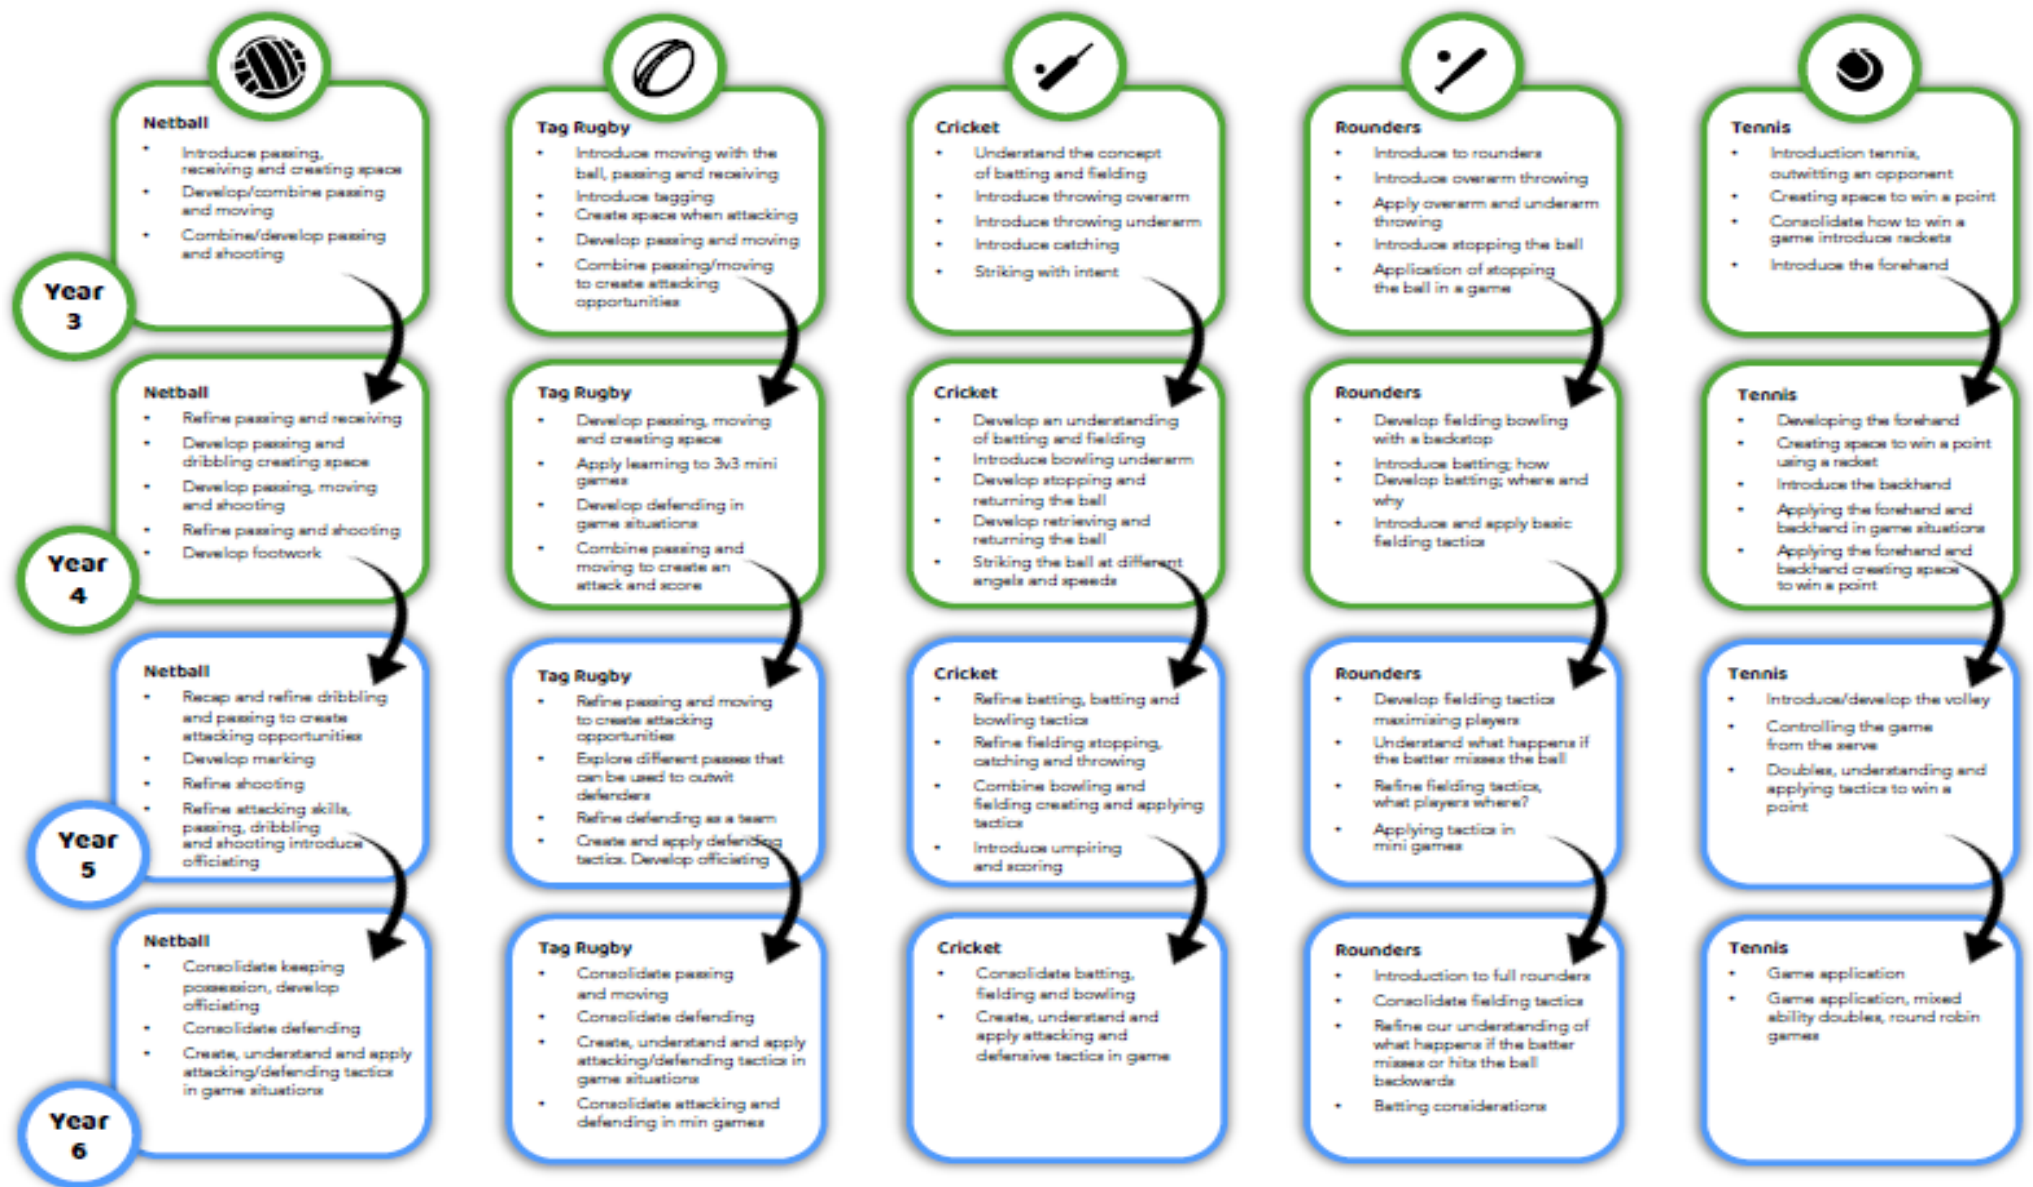 Netball
Introduce passing,
receiving and creating space
Develop/combine passing
and moving
Combine/develop passing
and shooting
Tag Rugby
Introduce moving with the
ball, passing and receiving
Introduce tagging
Create space when attacking
Develop passing and moving
Combine passing/moving
to create attacking
opportunities
Cricket
Understand the concept
of batting and fielding
Introduce throwing overarm
Introduce throwing underarm
Introduce catching
Striking with intent
Rounders
Introduce to rounders
Introduce overarm throwing
Apply overarm and underarm
throwing
Introduce stopping the ball
Application of stopping
the ball in a game
Tennis
Introduction tennis,
outwitting an opponent
Creating space to win a point
Consolidate how to win a
game introduce rackets
Introduce the forehand
Year
3
Netball
Refine passing and receiving
Develop passing and
dribbling creating space
Develop passing, moving
and shooting
Refine passing and shooting
Develop footwork
Tag Rugby
Develop passing, moving
and creating space
Apply learning to 3v3 mini
games
Develop defending in
game situations
Combine passing and
moving to create an
attack and score
Cricket
Develop an understanding
of batting and fielding
Introduce bowling underarm
Develop stopping and
returning the ball
Develop retrieving and
returning the ball
Striking the ball at different
angels and speeds
Rounders
Develop fielding bowling
with a backstop
Introduce batting; how
Develop batting; where and
why
Introduce and apply basic
fielding tactics
Tennis
Developing the forehand
Creating space to win a point
using a racket
Introduce the backhand
Applying the forehand and
backhand in game situations
Applying the forehand and
backhand creating space
to win a point
Year
4
Netball
Recap and refine dribbling
and passing to create
attacking opportunities
Develop marking
Refine shooting
Refine attacking skills,
passing, dribbling
and shooting introduce
officiating
Tag Rugby
Refine passing and moving
to create attacking
opportunities
Explore different passes that
can be used to outwit
defenders
Refine defending as a team
Create and apply defending
tactics. Develop officiating
Cricket
Refine batting, batting and
bowling tactics
Refine fielding stopping,
catching and throwing
Combine bowling and
fielding creating and applying
tactics
Introduce umpiring
and scoring
Rounders
Develop fielding tactics
maximising players
Understand what happens if
the batter misses the ball
Refine fielding tactics,
what players where?
Applying tactics in
mini games
Tennis
Introduce/develop the volley
Controlling the game
from the serve
Doubles, understanding and
applying tactics to win a
point
Year
5
Netball
Consolidate keeping
possession, develop
officiating
Consolidate defending
Create, understand and apply
attacking/defending tactics
in game situations
Tag Rugby
Consolidate passing
and moving
Consolidate defending
Create, understand and apply
attacking/defending tactics in
game situations
Consolidate attacking and
defending in min games
Cricket
Consolidate batting,
fielding and bowling
Create, understand and
apply attacking and
defensive tactics in game
Rounders
Introduction to full rounders
Consolidate fielding tactics
Refine our understanding of
what happens if the batter
misses or hits the ball
backwards
Batting considerations
Tennis
Game application
Game application, mixed
ability doubles, round robin
games
Year
6